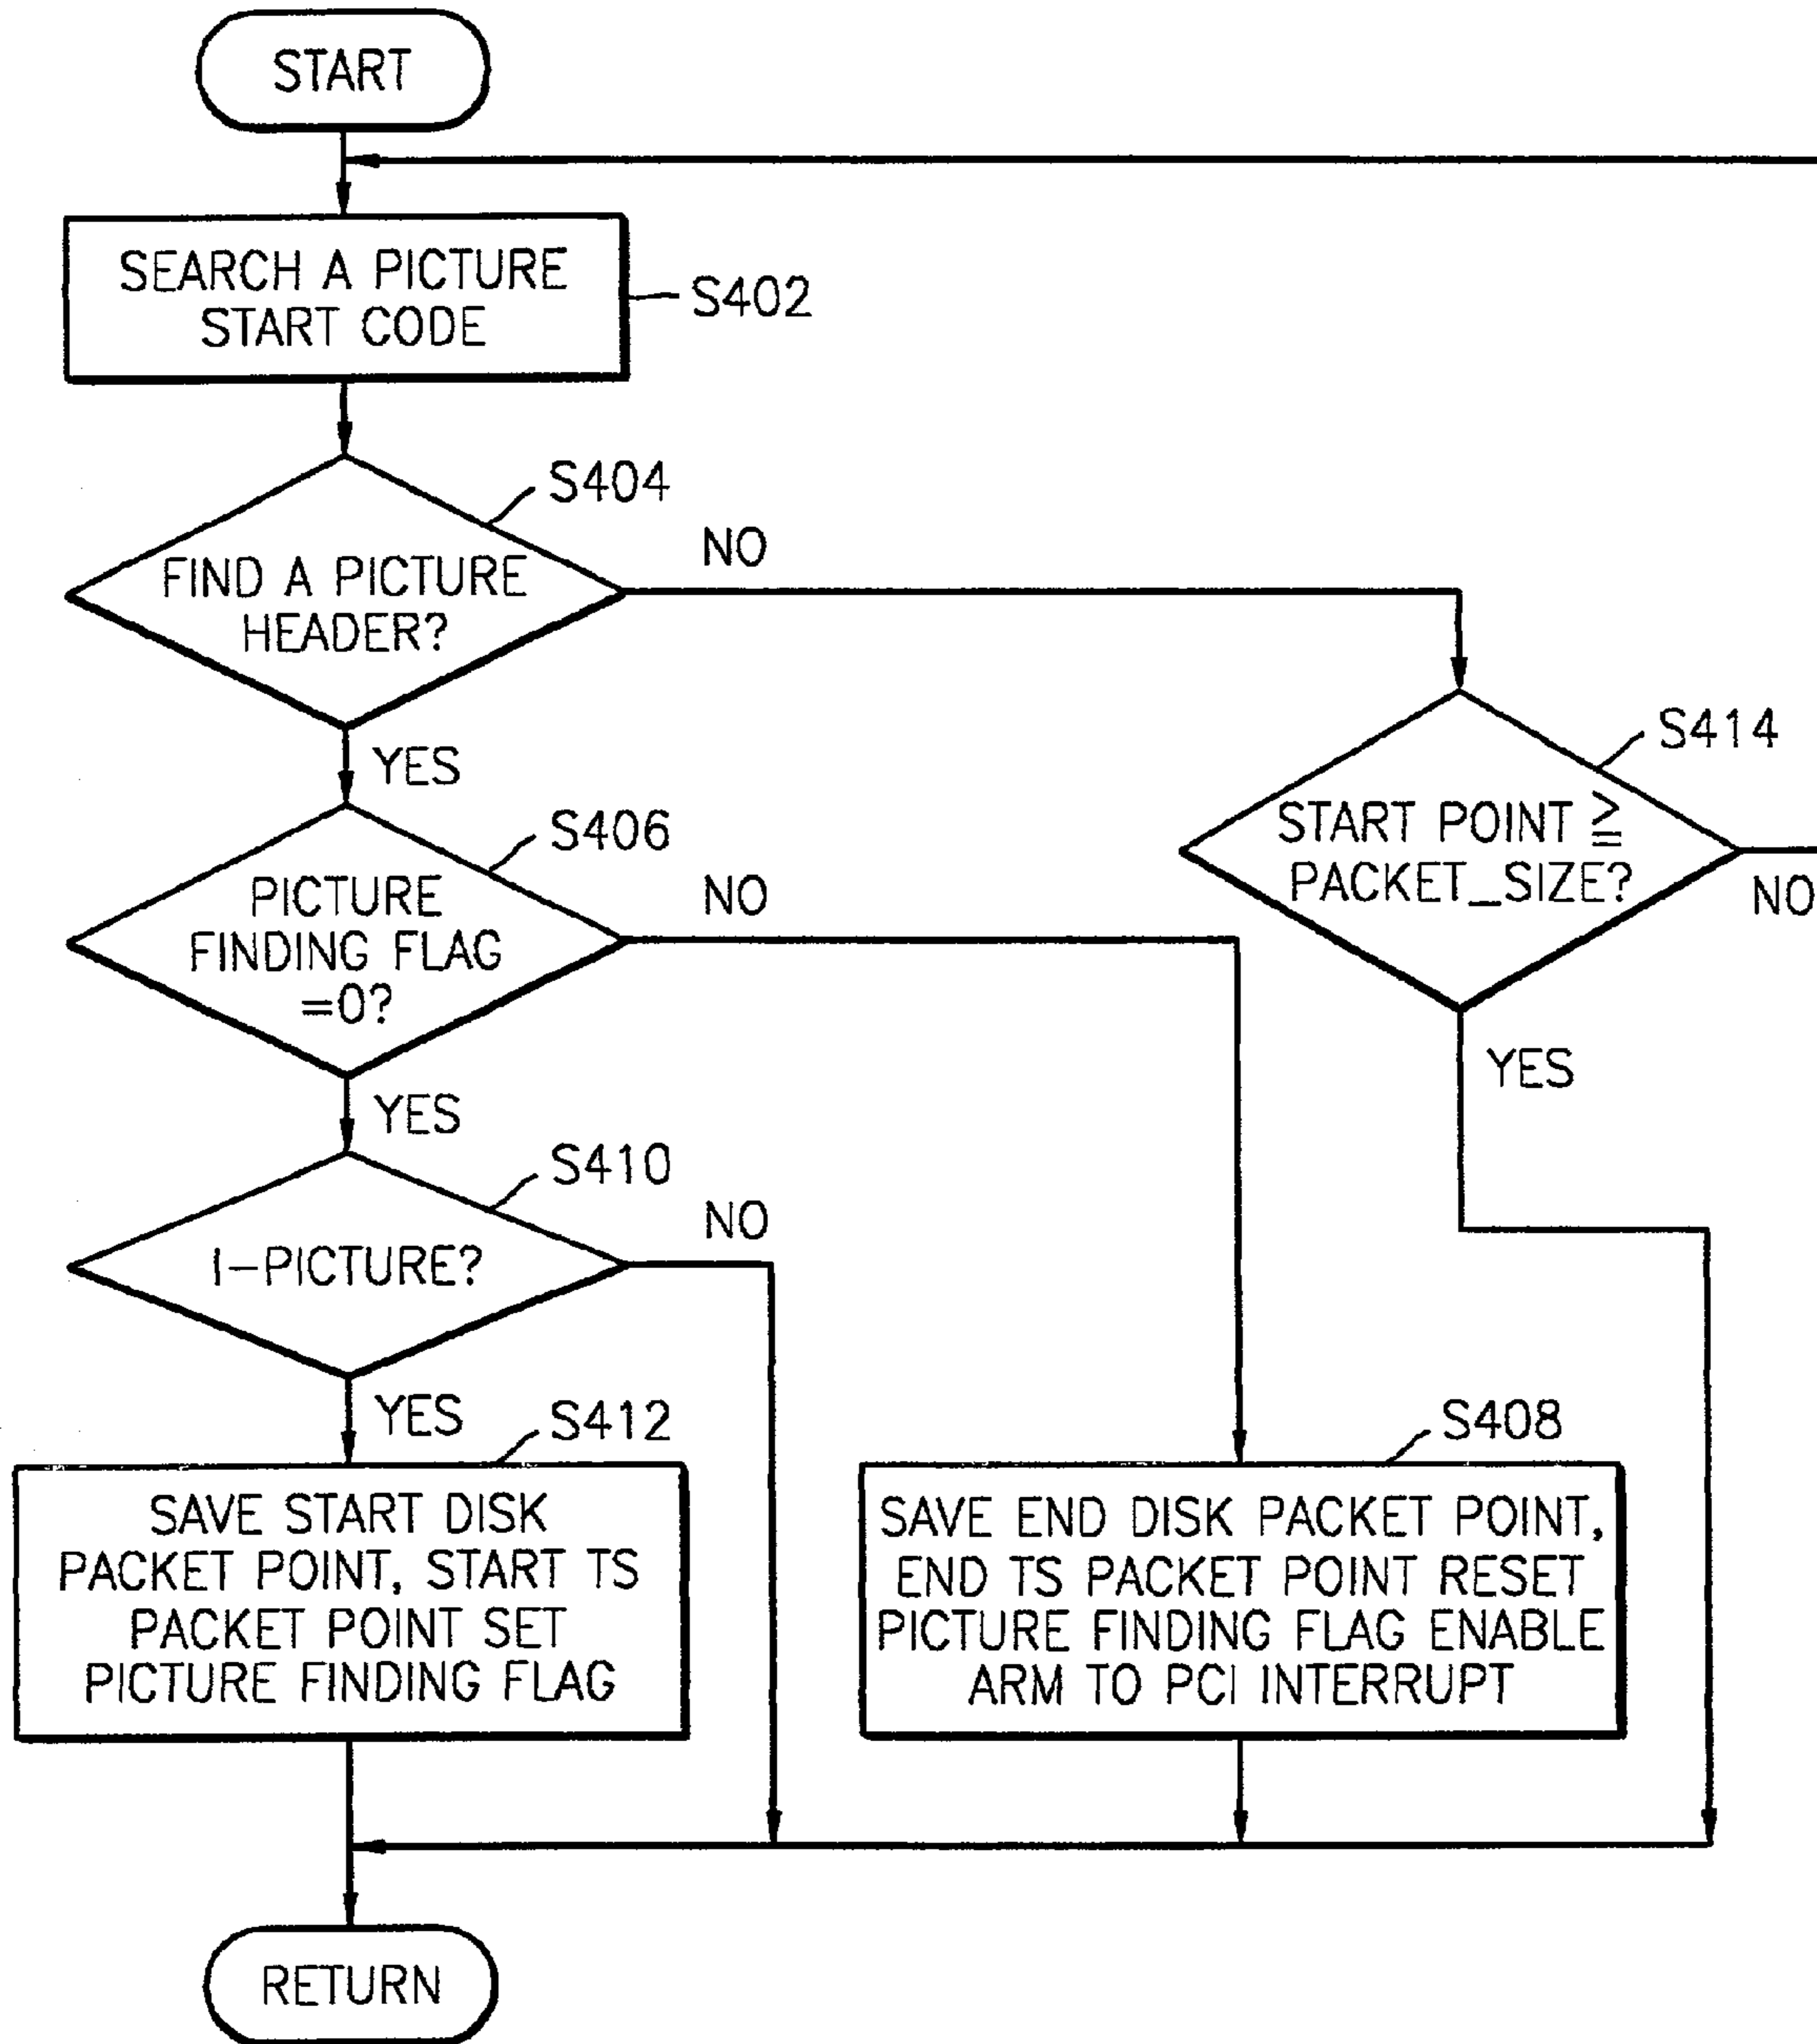 START
SEARCH A PICTURE
START CODE
S402
S404
FIND A PICTURE
HEADER?
NO
YES
S414
START POINT ≧
PACKET_SIZE?
NO
YES
S406
PICTURE
FINDING FLAG
=0?
NO
YES
S410
I-PICTURE?
NO
YES
S412
SAVE START DISK
PACKET POINT, START TS
PACKET POINT SET
PICTURE FINDING FLAG
S408
SAVE END DISK PACKET POINT,
END TS PACKET POINT RESET
PICTURE FINDING FLAG ENABLE
ARM TO PCI INTERRUPT
RETURN